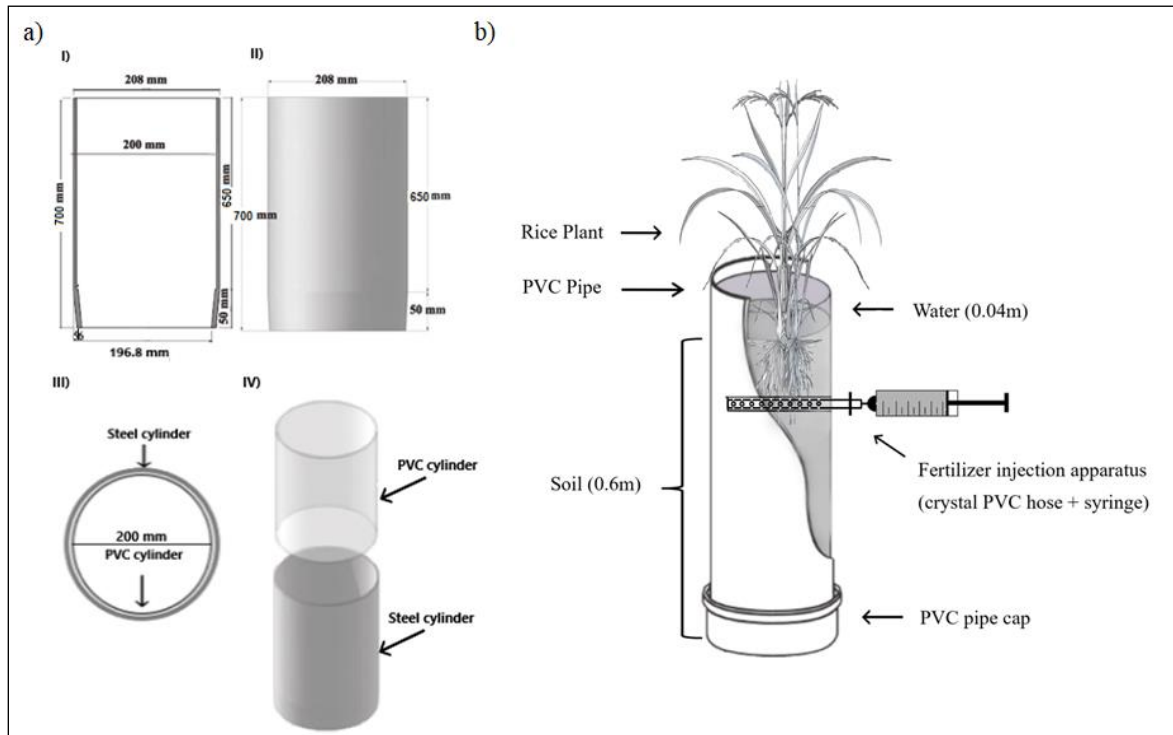 a)
I)
208 mm
200 mm
700 mm
650 mm
50 mm
196.8 mm
II)
208 mm
700 mm
650 mm
50 mm
III)
Steel cylinder
200 mm
PVC cylinder
IV)
PVC cylinder
Steel cylinder
b)
Rice Plant
PVC Pipe
Water (0.04m)
Soil (0.6m)
Fertilizer injection apparatus
(crystal PVC hose + syringe)
PVC pipe cap